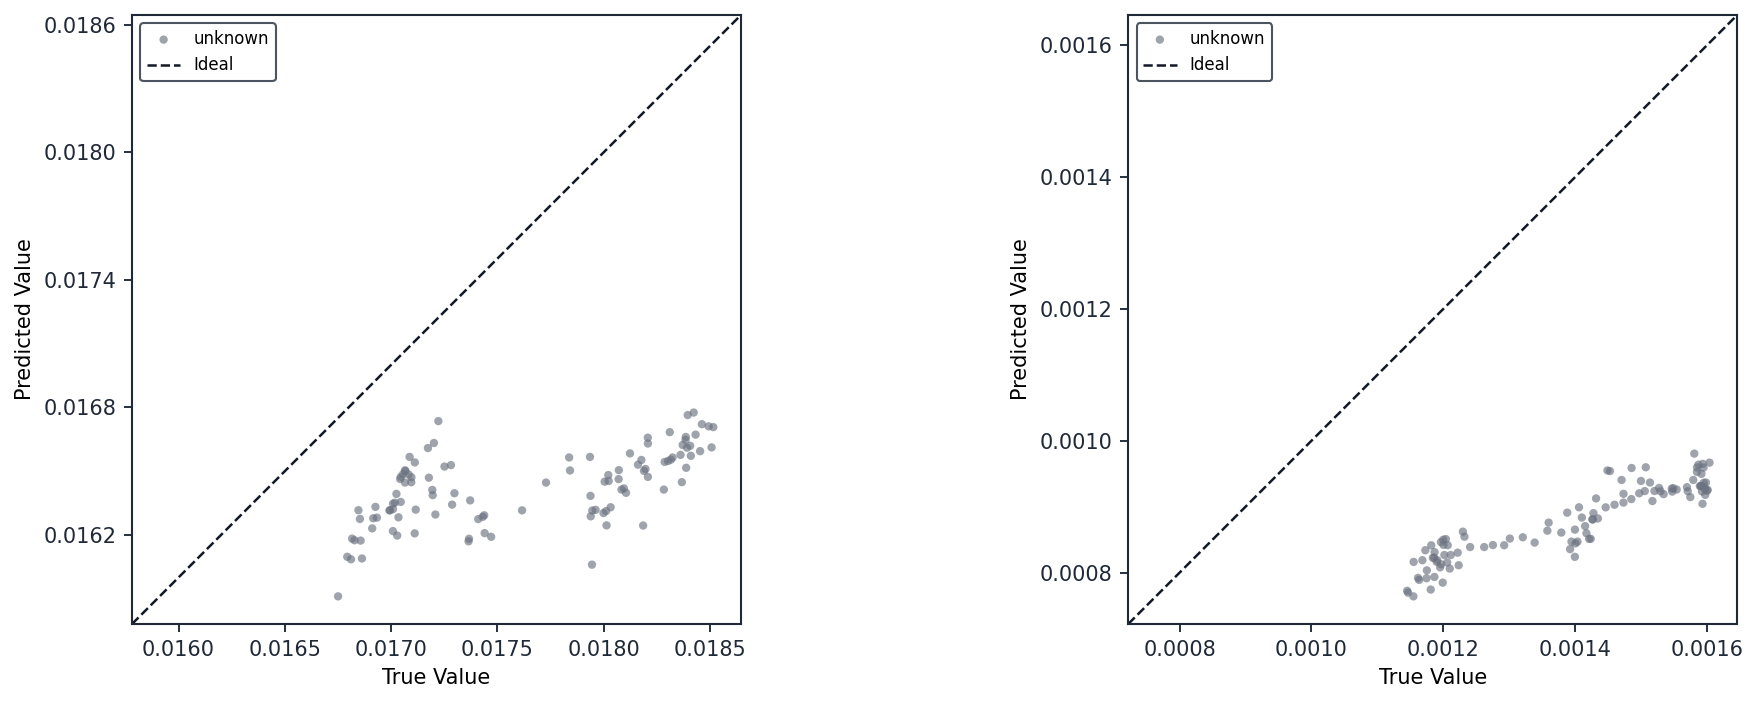 unknown
Ideal
0.0186
0.0180
0.0174
0.0168
0.0162
Predicted Value
0.0160 0.0165 0.0170 0.0175 0.0180 0.0185
True Value
unknown
Ideal
0.0016
0.0014
0.0012
0.0010
0.0008
Predicted Value
0.0008 0.0010 0.0012 0.0014 0.0016
True Value